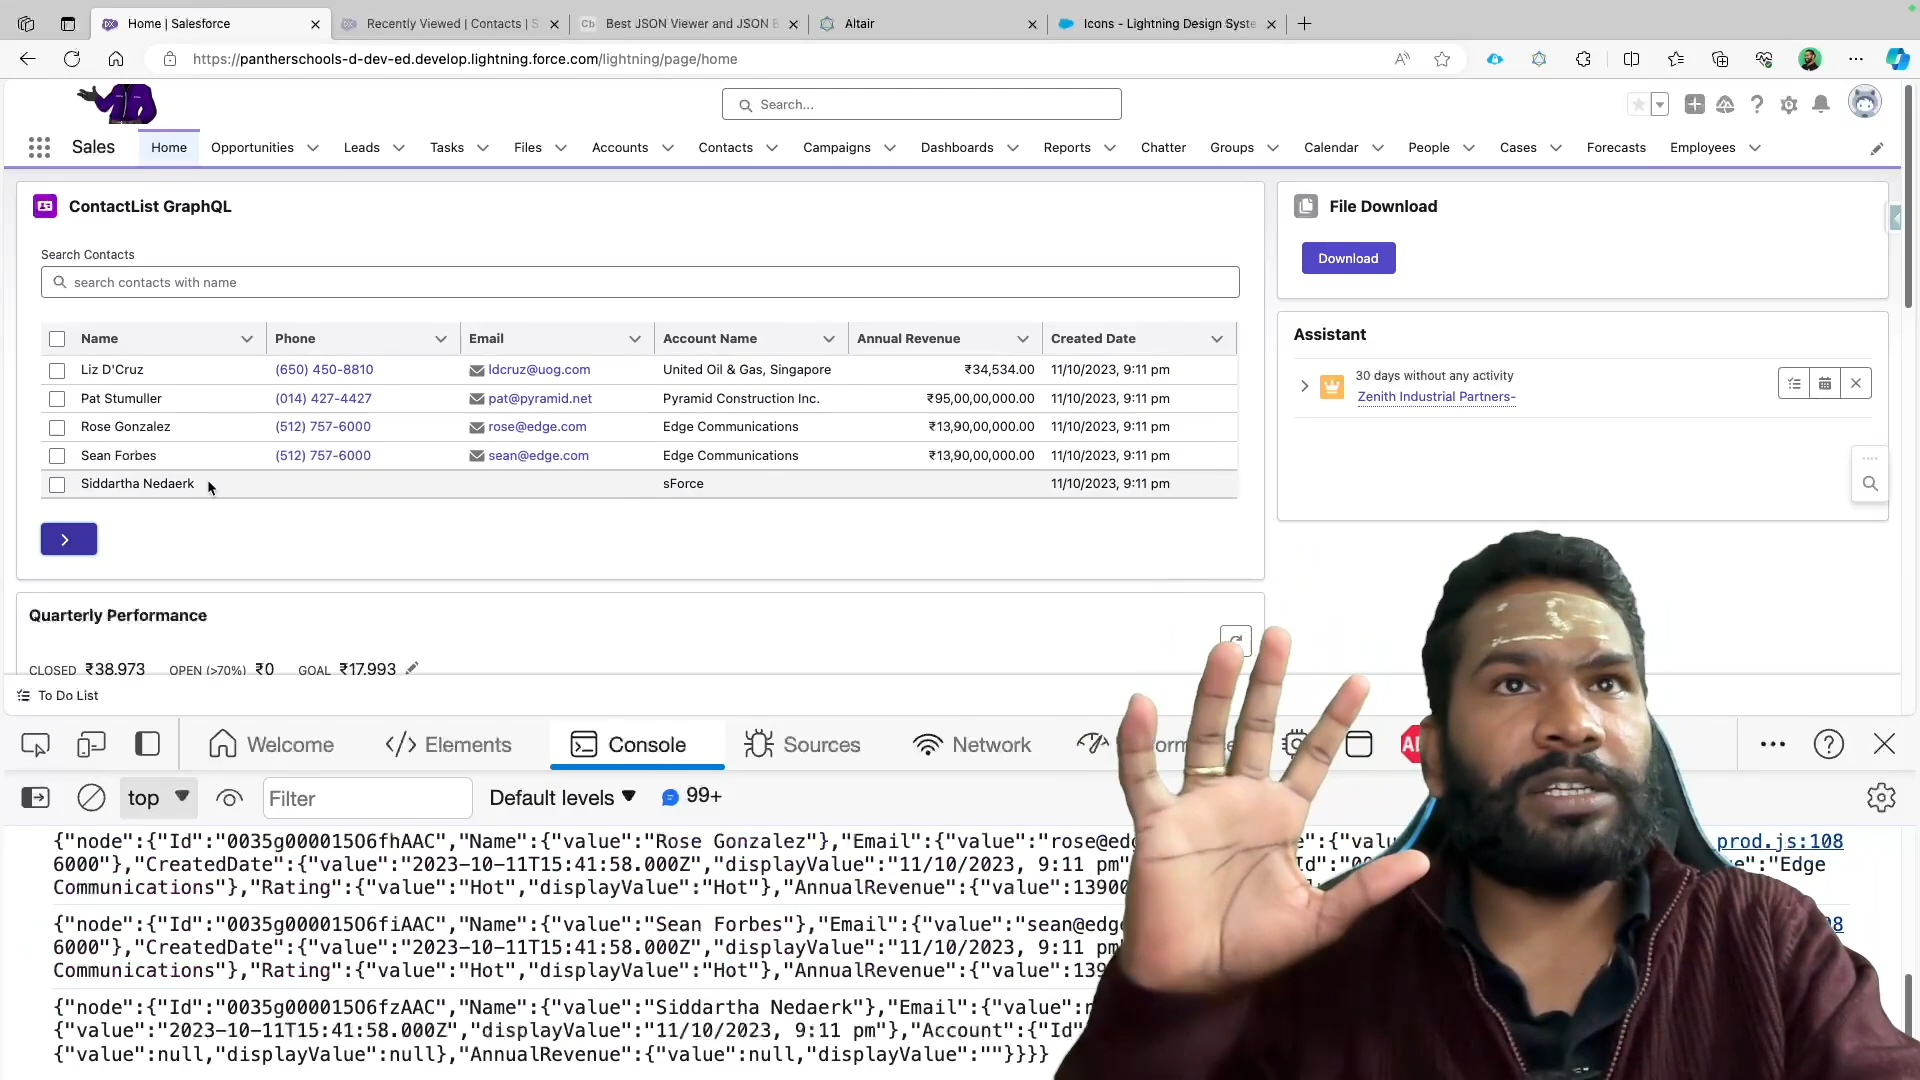 Home | Salesforce
Recently Viewed | Contacts | S
Best JSON Viewer and JSON B
Altair
Icons - Lightning Design Syste
https://pantherschools-d-dev-ed.develop.lightning.force.com/lightning/page/home
Search...
Sales
Home
Opportunities
Leads
Tasks
Files
Accounts
Contacts
Campaigns
Dashboards
Reports
Chatter
Groups
Calendar
People
Cases
Forecasts
Employees
ContactList GraphQL
Search Contacts
search contacts with name
Name Phone Email Account Name Annual Revenue Created Date
Liz D'Cruz (650) 450-8810 ldcruz@uog.com United Oil & Gas, Singapore ₹34,534.00 11/10/2023, 9:11 pm
Pat Stumuller (014) 427-4427 pat@pyramid.net Pyramid Construction Inc. ₹95,00,00,000.00 11/10/2023, 9:11 pm
Rose Gonzalez (512) 757-6000 rose@edge.com Edge Communications ₹13,90,00,000.00 11/10/2023, 9:11 pm
Sean Forbes (512) 757-6000 sean@edge.com Edge Communications ₹13,90,00,000.00 11/10/2023, 9:11 pm
Siddartha Nedaerk sForce 11/10/2023, 9:11 pm
File Download
Download
Assistant
30 days without any activity
Zenith Industrial Partners-
Quarterly Performance
CLOSED ₹38,973 OPEN (>70%) ₹0 GOAL ₹17,993
To Do List
Welcome
Elements
Console
Sources
Network
top
Filter
Default levels
99+
{"node":{"Id":"0035g00001506fhAAC","Name":{"value":"Rose Gonzalez"},"Email":{"value":"rose@ed e":{"val prod.js:108
6000"},"CreatedDate":{"value":"2023-10-11T15:41:58.000Z","displayValue":"11/10/2023, 9:11 pm" Id":"00 ue":"Edge
Communications"},"Rating":{"value":"Hot","displayValue":"Hot"},"AnnualRevenue":{"value":13900
{"node":{"Id":"0035g00001506fiAAC","Name":{"value":"Sean Forbes"},"Email":{"value":"sean@edge 08
6000"},"CreatedDate":{"value":"2023-10-11T15:41:58.000Z","displayValue":"11/10/2023, 9:11 pm
Communications"},"Rating":{"value":"Hot","displayValue":"Hot"},"AnnualRevenue":{"value":139
{"node":{"Id":"0035g00001506fzAAC","Name":{"value":"Siddartha Nedaerk"},"Email":{"value":n
{"value":"2023-10-11T15:41:58.000Z","displayValue":"11/10/2023, 9:11 pm"},"Account":{"Id"
{"value":null,"displayValue":null},"AnnualRevenue":{"value":null,"displayValue":""}}}}